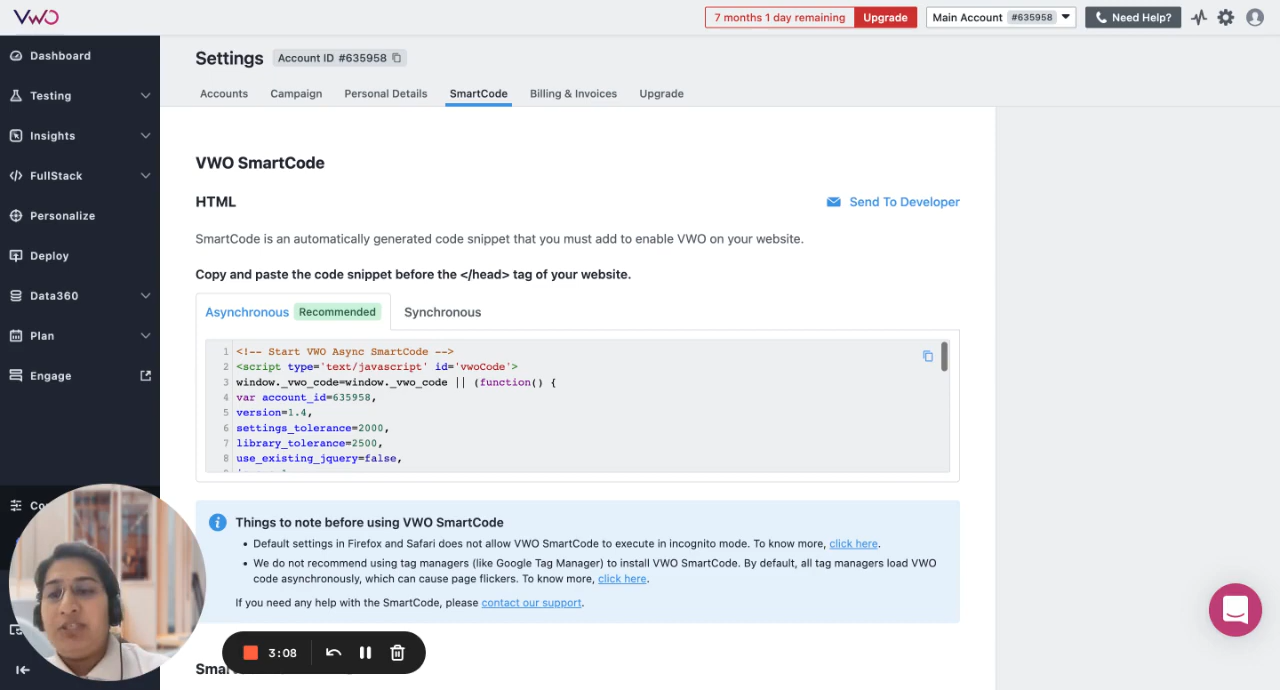 VWO
7 months 1 day remaining
Upgrade
Main Account #635958
Need Help?
Dashboard
Testing
Insights
FullStack
Personalize
Deploy
Data360
Plan
Engage
Settings
Account ID #635958
Accounts
Campaign
Personal Details
SmartCode
Billing & Invoices
Upgrade
VWO SmartCode
HTML
Send To Developer
SmartCode is an automatically generated code snippet that you must add to enable VWO on your website.
Copy and paste the code snippet before the </head> tag of your website.
Asynchronous Recommended
Synchronous
1 <!-- Start VWO Async SmartCode -->
2 <script type='text/javascript' id='vwoCode'>
3 window._vwo_code=window._vwo_code || (function() {
4 var account_id=635958,
5 version=1.4,
6 settings_tolerance=2000,
7 library_tolerance=2500,
8 use_existing_jquery=false,
Things to note before using VWO SmartCode
• Default settings in Firefox and Safari does not allow VWO SmartCode to execute in incognito mode. To know more, click here.
• We do not recommend using tag managers (like Google Tag Manager) to install VWO SmartCode. By default, all tag managers load VWO
code asynchronously, which can cause page flickers. To know more, click here.
If you need any help with the SmartCode, please contact our support.
3:08